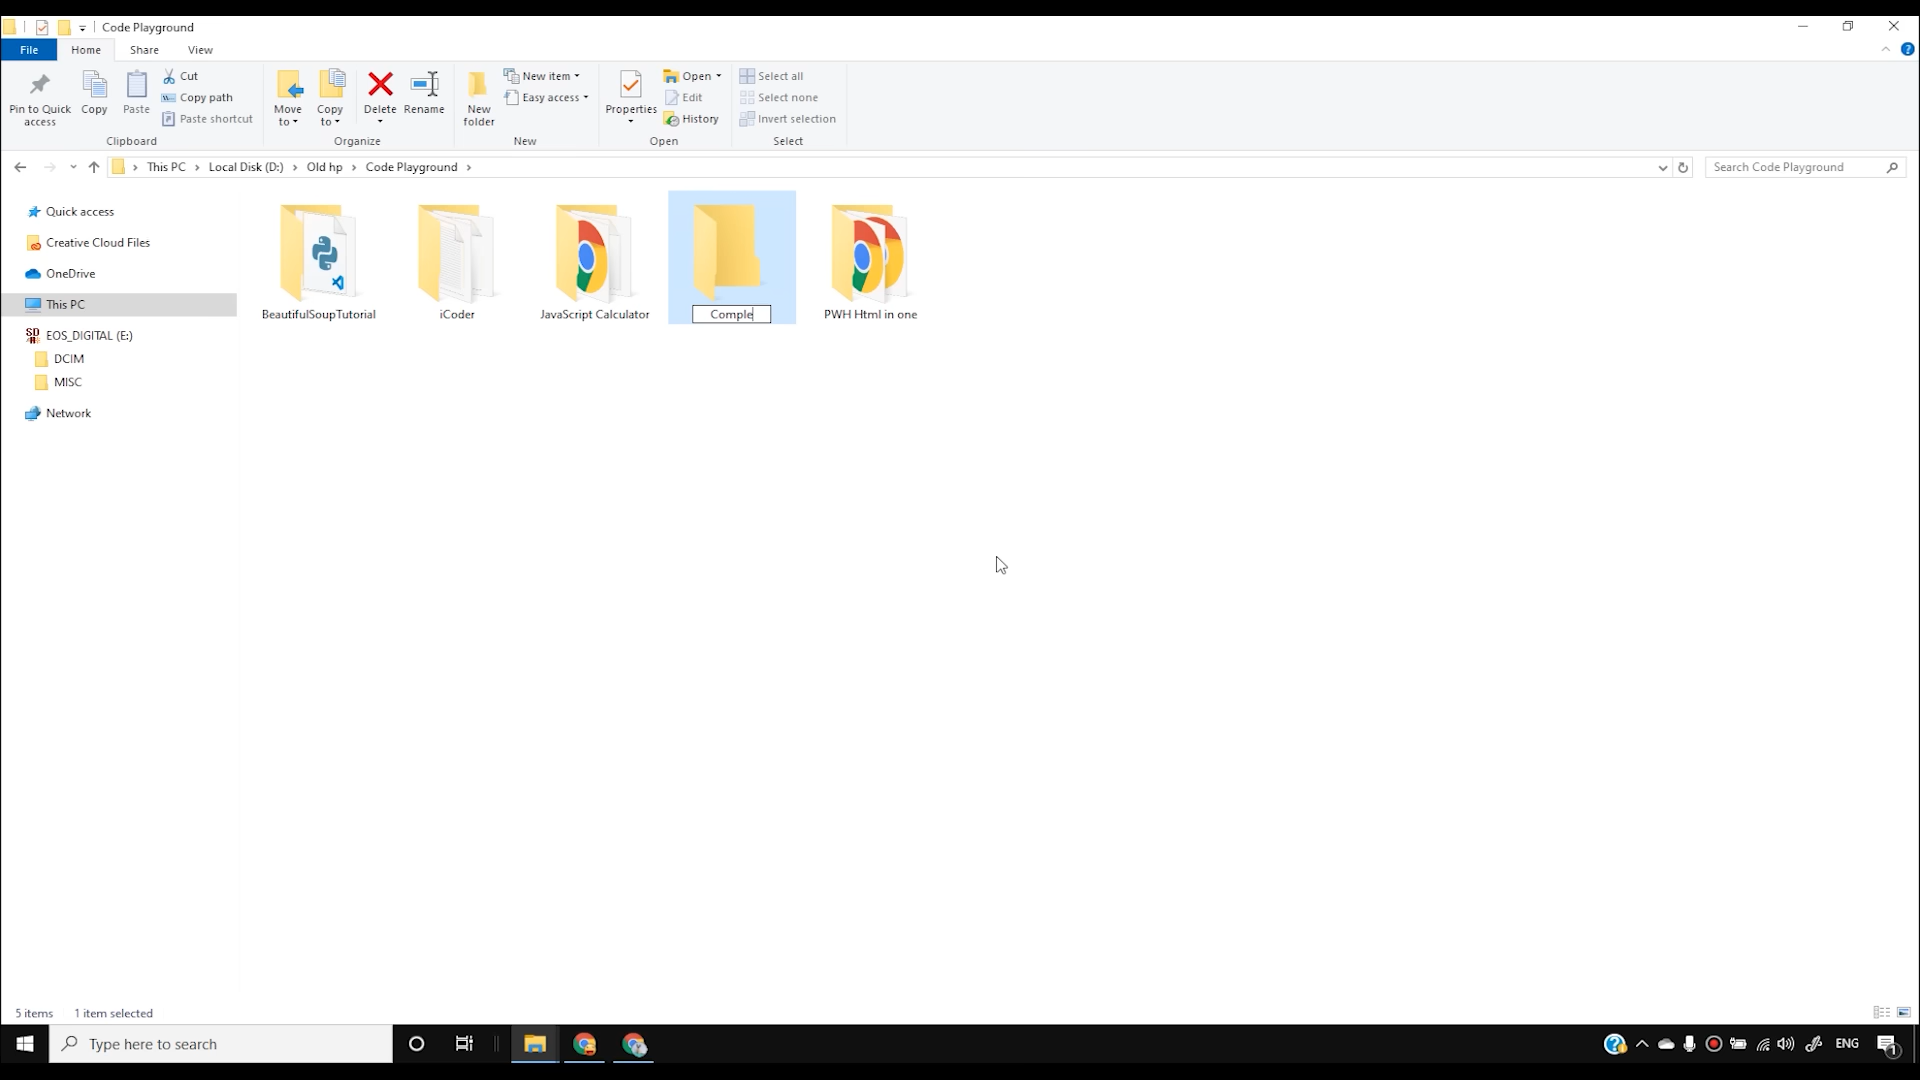 Code Playground
File Home Share View
Pin to Quick access
Copy
Paste
Cut
Copy path
Paste shortcut
Clipboard
Move to
Copy to
Delete
Rename
Organize
New folder
New item
Easy access
New
Properties
Open
Edit
History
Open
Select all
Select none
Invert selection
Select
This PC Local Disk (D:) Old hp Code Playground
Search Code Playground
Quick access
Creative Cloud Files
OneDrive
This PC
EOS_DIGITAL (E:)
DCIM
MISC
Network
BeautifulSoupTutorial
iCoder
JavaScript Calculator
Comple
PWH Html in one
5 items 1 item selected
Type here to search
ENG
1